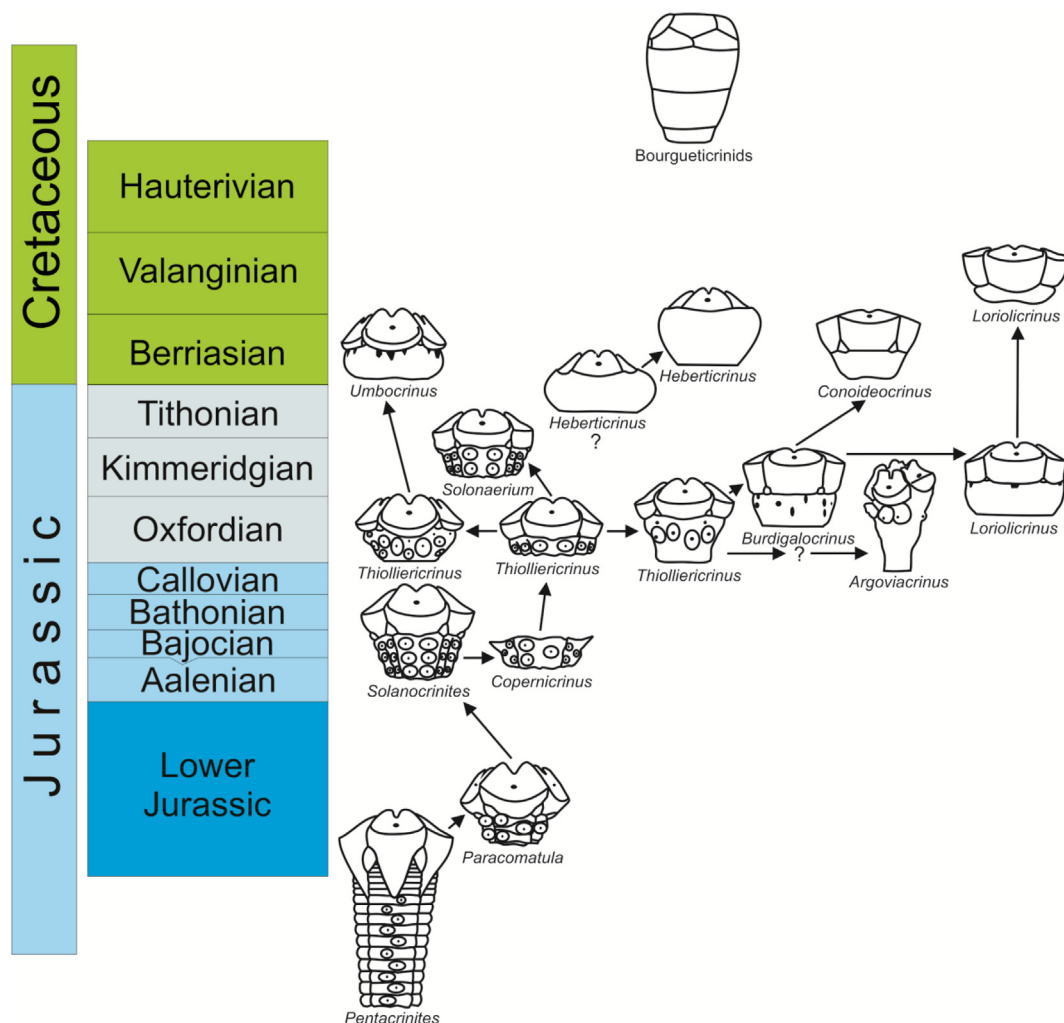 Cretaceous
Jurassic
Hauterivian
Valanginian
Berriasian
Tithonian
Kimmeridgian
Oxfordian
Callovian
Bathonian
Bajocian
Aalenian
Lower
Jurassic
Bourgueticrinids
Loriolicrinus
Heberticrinus
Umbocrinus
Conoideocrinus
Heberticrinus
?
Solonaerium
Loriolicrinus
Burdigalocrinus
Thiolliericrinus
Thiolliericrinus
Thiolliericrinus
?
Argoviacrinus
Solanocrinites
Copernicrinus
Paracomatula
Pentacrinites